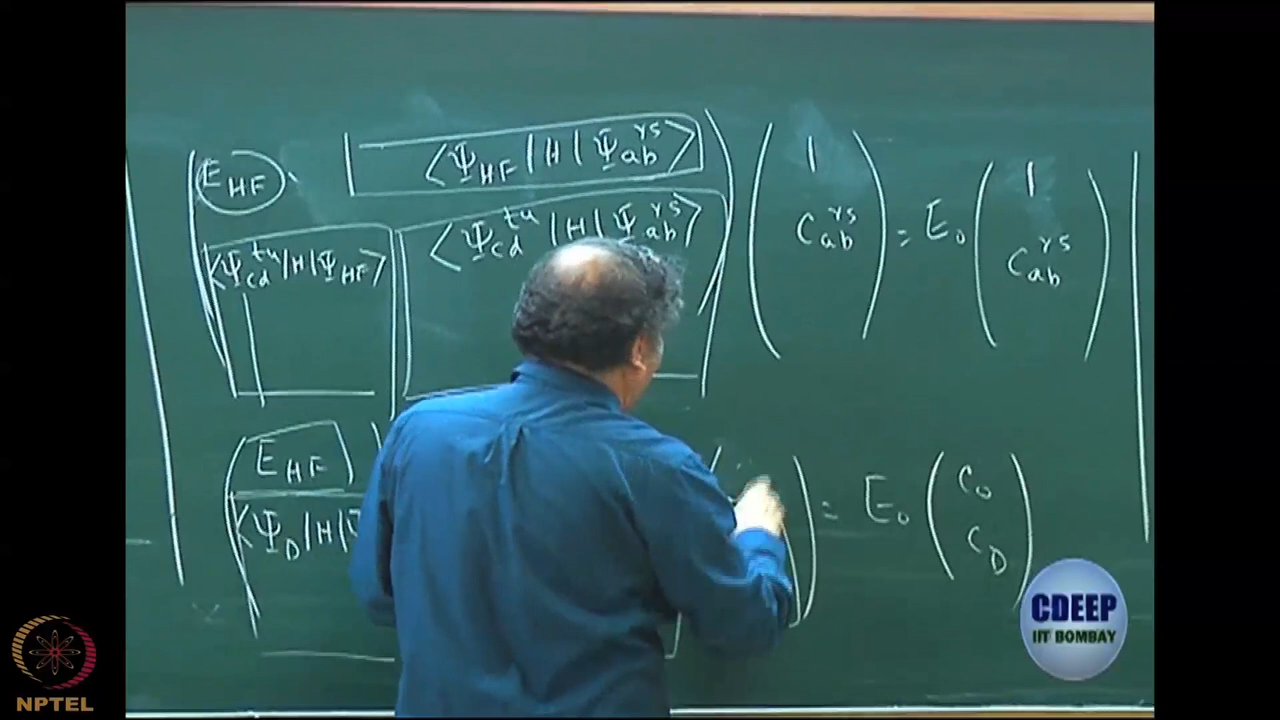 E_HF ⟨Ψ_HF | H | Ψ_ab^rs⟩
⟨Ψ_cd^tu | H | Ψ_HF⟩ ⟨Ψ_cd^tu | H | Ψ_ab^rs⟩
( 1 C_ab^rs ) = E_0 ( 1 C_ab^rs )
E_HF
⟨Ψ_D | H |
= E_0 ( C_0 C_D )
CDEEP
IIT BOMBAY
NPTEL